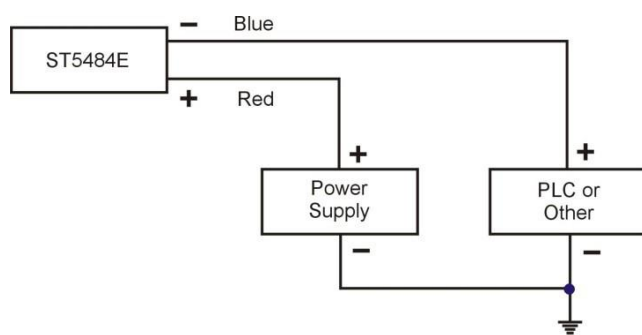 − Blue
ST5484E
+ Red
+
+
Power
Supply
PLC or
Other
−
−